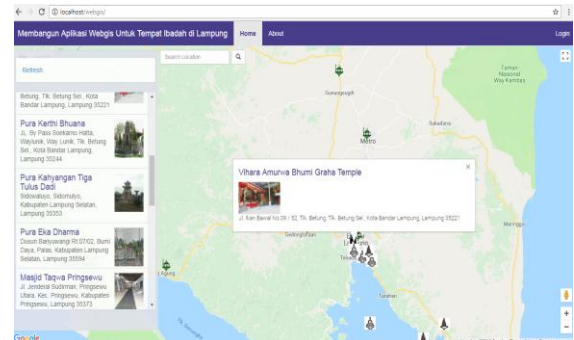 localhost/webgis/
Membangun Aplikasi Webgis Untuk Tempat Ibadah di Lampung
Home
About
Login
Refresh
Search Location
Betung, Tlk. Betung Sel., Kota
Bandar Lampung, Lampung 35221
Pura Kerthi Bhuana
JL. By Pass Soekarno Hatta,
Waylunik, Way Lunik, Tlk. Betung
Sel., Kota Bandar Lampung,
Lampung 35244
Pura Kahyangan Tiga
Tulus Dadi
Sidowaluyo, Sidomulyo,
Kabupaten Lampung Selatan,
Lampung 35353
Pura Eka Dharma
Dusun Banyuwangi Rt.07/02, Bumi
Daya, Palas, Kabupaten Lampung
Selatan, Lampung 35594
Masjid Taqwa Pringsewu
Jl. Jenderal Sudirman, Pringsewu
Utara, Kec. Pringsewu, Kabupaten
Pringsewu, Lampung 35373
Taman
Nasional
Way Kambas
Gunungsugih
Sukadana
Metro
Vihara Amurwa Bhumi Graha Temple
Jl. Ikan Bawal No.09 / 52, Tlk. Betung, Tlk. Betung Sel., Kota Bandar Lampung, Lampung 35221
Gedongtataan
Tarahan
Google